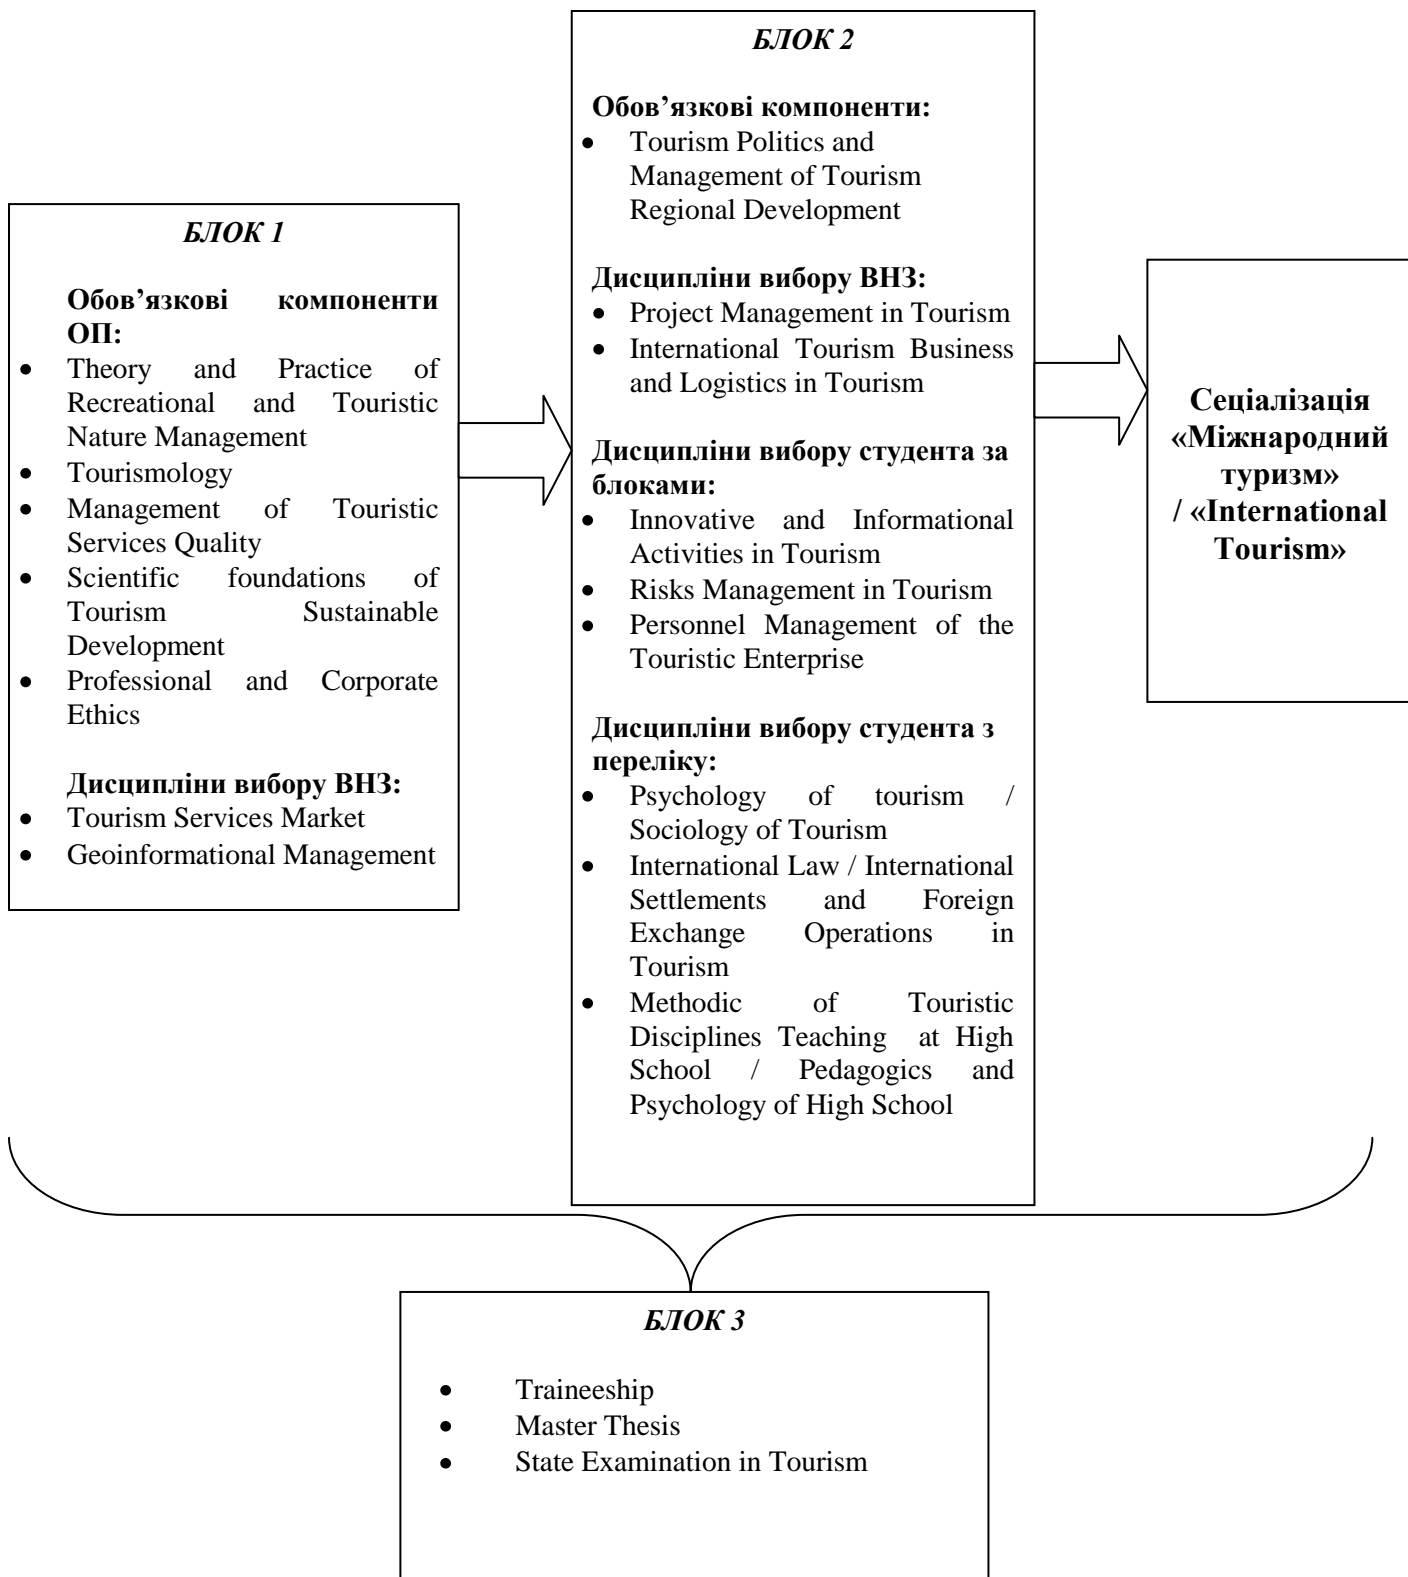 БЛОК 1
Обов’язкові компоненти
ОП:
• Theory and Practice of
Recreational and Touristic
Nature Management
• Tourismology
• Management of Touristic
Services Quality
• Scientific foundations of
Tourism Sustainable
Development
• Professional and Corporate
Ethics
Дисципліни вибору ВНЗ:
• Tourism Services Market
• Geoinformational Management
БЛОК 2
Обов’язкові компоненти:
• Tourism Politics and
Management of Tourism
Regional Development
Дисципліни вибору ВНЗ:
• Project Management in Tourism
• International Tourism Business
and Logistics in Tourism
Дисципліни вибору студента за
блоками:
• Innovative and Informational
Activities in Tourism
• Risks Management in Tourism
• Personnel Management of the
Touristic Enterprise
Дисципліни вибору студента з
переліку:
• Psychology of tourism /
Sociology of Tourism
• International Law / International
Settlements and Foreign
Exchange Operations in
Tourism
• Methodic of Touristic
Disciplines Teaching at High
School / Pedagogics and
Psychology of High School
Сеціалізація
«Міжнародний
туризм»
/ «International
Tourism»
БЛОК 3
• Traineeship
• Master Thesis
• State Examination in Tourism